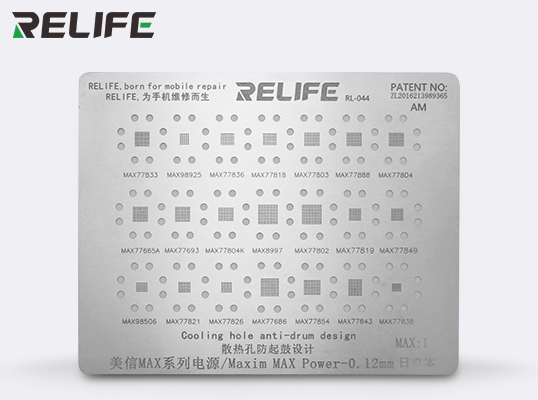 RELIFE
RELIFE, born for mobile repair
RELIFE, 为手机维修而生
RELIFE RL-044
PATENT NO:
ZL2016213989365
AM
MAX77833 MAX98925 MAX77836 MAX77818 MAX77803 MAX77888 MAX77804
MAX77665A MAX77693 MAX77804K MAX8997 MAX77802 MAX77819 MAX77849
MAX98506 MAX77821 MAX77826 MAX77686 MAX77854 MAX77843 MAX77838
Cooling hole anti-drum design
散热孔防起鼓设计
MAX:1
美信MAX系列电源/Maxim MAX Power-0.12mm 日本